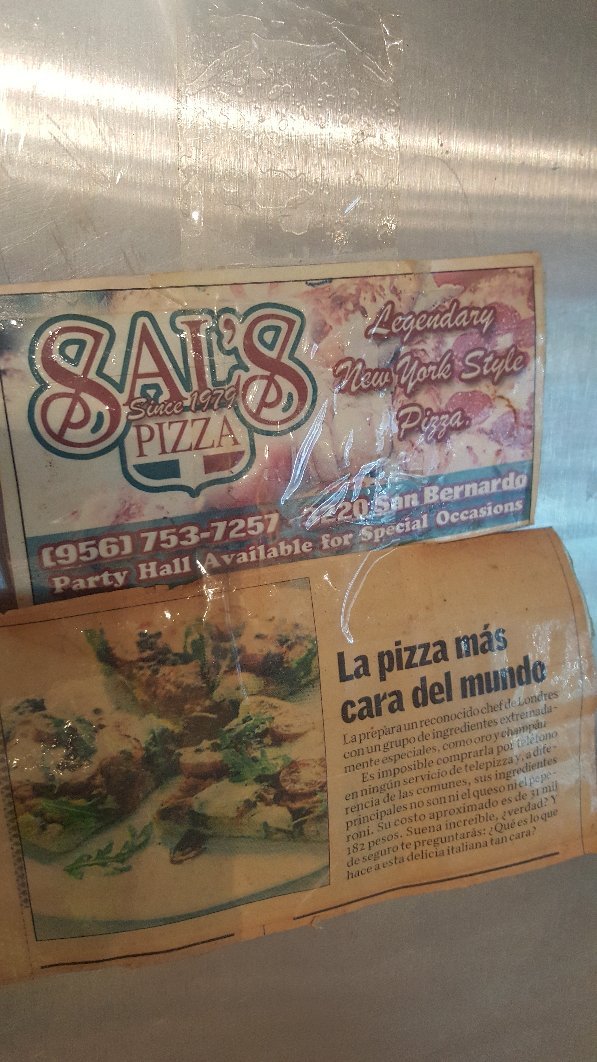 SAL'S
Since 1979
PIZZA
Legendary
New York Style
Pizza.
(956) 753-7257 7220 San Bernardo
Party Hall Available for Special Occasions
La pizza más
cara del mundo
La prepara un reconocido chef de Londres
con un grupo de ingredientes extremada-
mente especiales, como oro y champán
Es imposible comprarla por teléfono
en ningún servicio de telepizza y, a dife-
rencia de las comunes, sus ingredientes
principales no son ni el queso ni el pepe-
roni. Su costo aproximado es de 31 mil
182 pesos. Suena increíble, ¿verdad? Y
de seguro te preguntarás: ¿Qué es lo que
hace a esta delicia italiana tan cara?